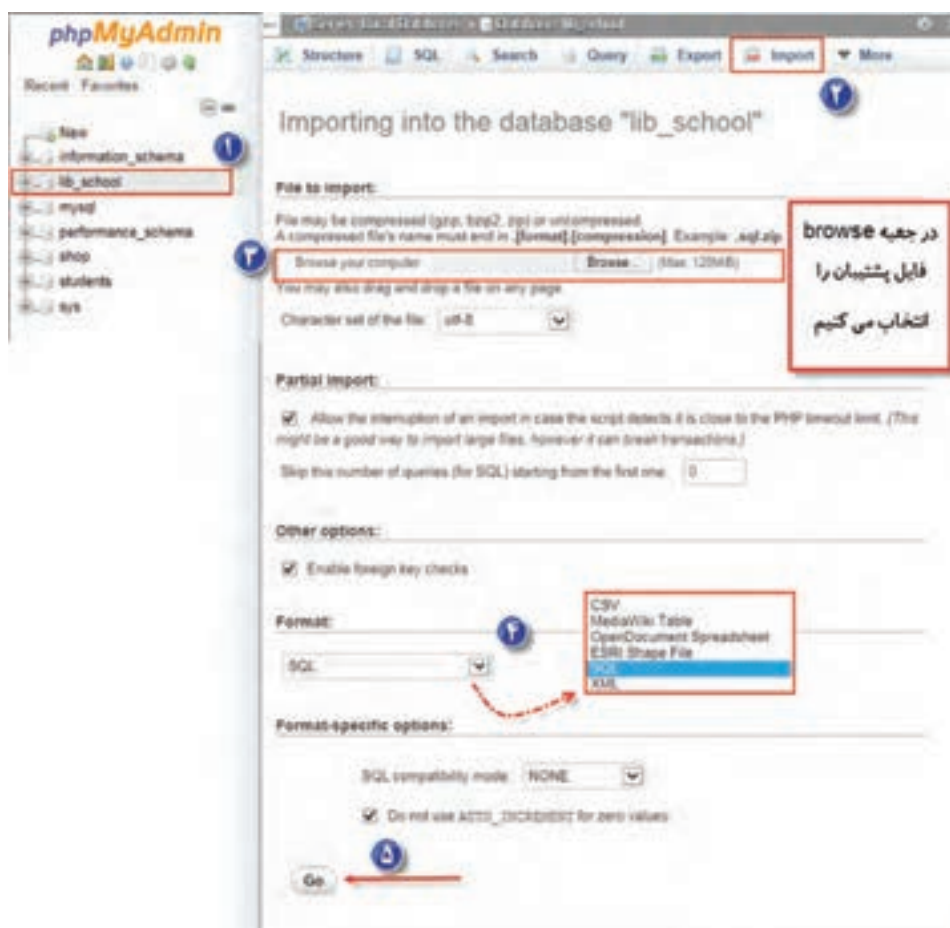 phpMyAdmin
Recent Favorites
New
information_schema
۱
lib_school
mysql
performance_schema
shop
students
sys
Structure SQL Search Query Export Import More
۲
Importing into the database "lib_school"
File to import:
File may be compressed (gzip, bzip2, zip) or uncompressed.
A compressed file's name must end in .[format].[compression]. Example: .sql.zip
۳
Browse your computer: Browse... (Max: 128MiB)
You may also drag and drop a file on any page.
در جعبه browse
فایل پشتیبان را
انتخاب می کنیم
Character set of the file: utf-8
Partial import:
Allow the interruption of an import in case the script detects it is close to the PHP timeout limit. (This
might be a good way to import large files, however it can break transactions.)
Skip this number of queries (for SQL) starting from the first one: 0
Other options:
Enable foreign key checks
Format:
۴
SQL
CSV
MediaWiki Table
OpenDocument Spreadsheet
ESRI Shape File
SQL
XML
Format-specific options:
SQL compatibility mode: NONE
Do not use AUTO_INCREMENT for zero values
۵
Go